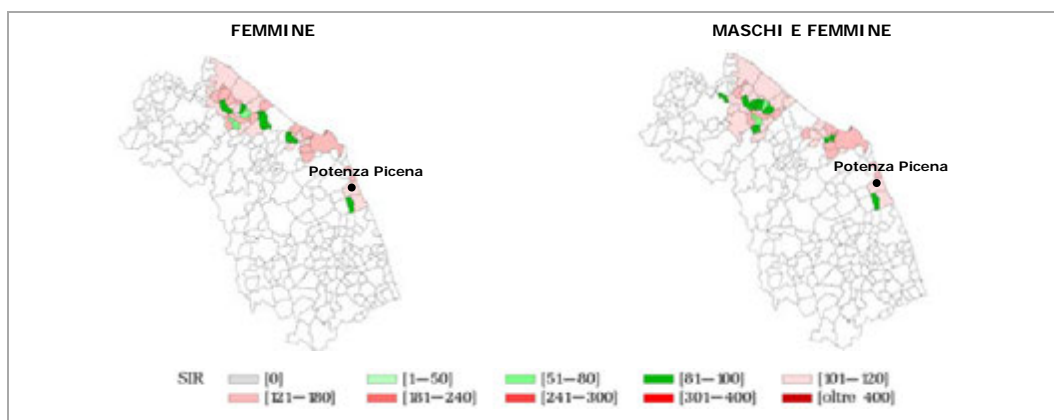 FEMMINE
MASCHI E FEMMINE
Potenza Picena
Potenza Picena
SIR [0] [1—50] [51—80] [81—100] [101—120]
[121—180] [181—240] [241—300] [301—400] [oltre 400]